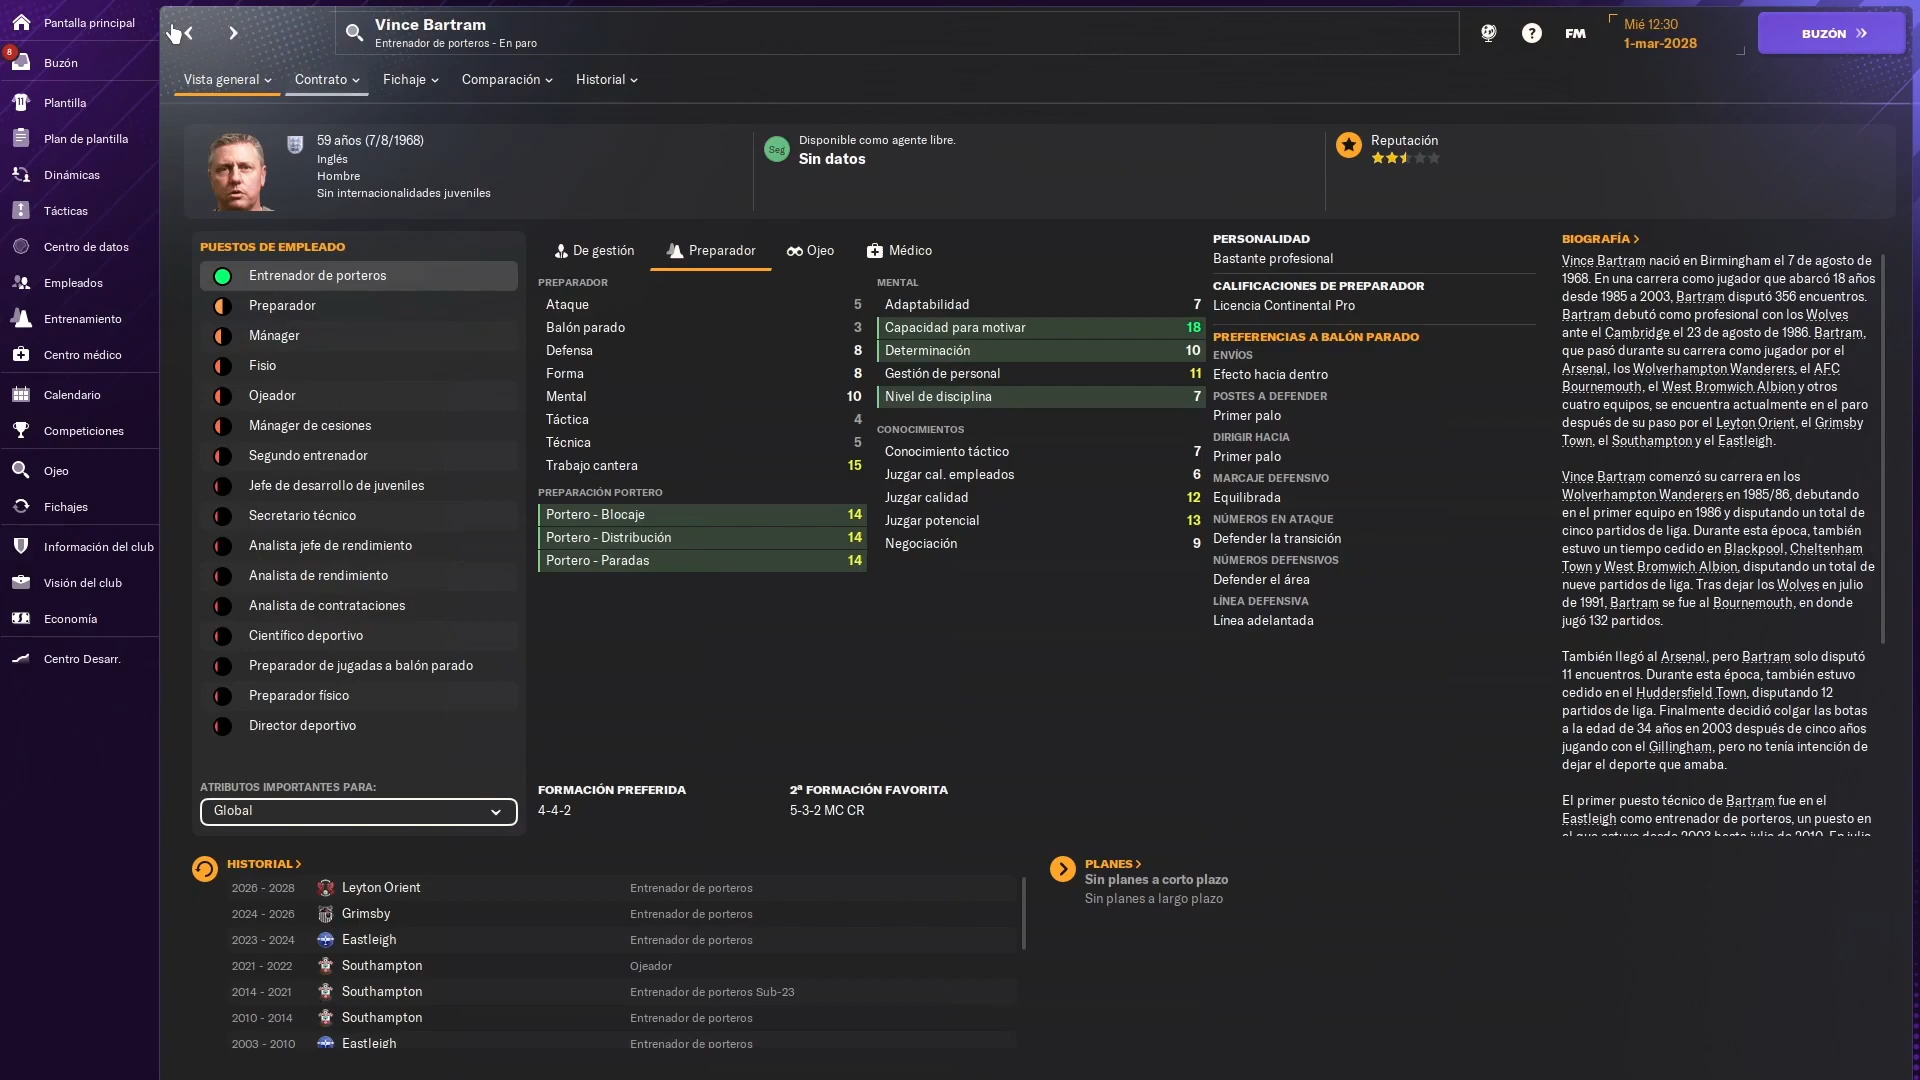 Pantalla principal
8
Buzón
Plantilla
Plan de plantilla
Dinámicas
Tácticas
Centro de datos
Empleados
Entrenamiento
Centro médico
Calendario
Competiciones
Ojeo
Fichajes
Información del club
Visión del club
Economía
Centro Desarr.
Vince Bartram
Entrenador de porteros - En paro
FM
Mié 12:30
1-mar-2028
BUZÓN
Vista general
Contrato
Fichaje
Comparación
Historial
59 años (7/8/1968)
Inglés
Hombre
Sin internacionalidades juveniles
Seg
Disponible como agente libre.
Sin datos
Reputación
PUESTOS DE EMPLEADO
Entrenador de porteros
Preparador
Mánager
Fisio
Ojeador
Mánager de cesiones
Segundo entrenador
Jefe de desarrollo de juveniles
Secretario técnico
Analista jefe de rendimiento
Analista de rendimiento
Analista de contrataciones
Científico deportivo
Preparador de jugadas a balón parado
Preparador físico
Director deportivo
ATRIBUTOS IMPORTANTES PARA:
Global
De gestión
Preparador
Ojeo
Médico
PREPARADOR
Ataque 5
Balón parado 3
Defensa 8
Forma 8
Mental 10
Táctica 4
Técnica 5
Trabajo cantera 15
PREPARACIÓN PORTERO
Portero - Blocaje 14
Portero - Distribución 14
Portero - Paradas 14
MENTAL
Adaptabilidad 7
Capacidad para motivar 18
Determinación 10
Gestión de personal 11
Nivel de disciplina 7
CONOCIMIENTOS
Conocimiento táctico 7
Juzgar cal. empleados 6
Juzgar calidad 12
Juzgar potencial 13
Negociación 9
FORMACIÓN PREFERIDA
4-4-2
2ª FORMACIÓN FAVORITA
5-3-2 MC CR
PERSONALIDAD
Bastante profesional
CALIFICACIONES DE PREPARADOR
Licencia Continental Pro
PREFERENCIAS A BALÓN PARADO
ENVÍOS
Efecto hacia dentro
POSTES A DEFENDER
Primer palo
DIRIGIR HACIA
Primer palo
MARCAJE DEFENSIVO
Equilibrada
NÚMEROS EN ATAQUE
Defender la transición
NÚMEROS DEFENSIVOS
Defender el área
LÍNEA DEFENSIVA
Línea adelantada
BIOGRAFÍA
Vince Bartram nació en Birmingham el 7 de agosto de
1968. En una carrera como jugador que abarcó 18 años
desde 1985 a 2003, Bartram disputó 356 encuentros.
Bartram debutó como profesional con los Wolves
ante el Cambridge el 23 de agosto de 1986. Bartram,
que pasó durante su carrera como jugador por el
Arsenal, los Wolverhampton Wanderers, el AFC
Bournemouth, el West Bromwich Albion y otros
cuatro equipos, se encuentra actualmente en el paro
después de su paso por el Leyton Orient, el Grimsby
Town, el Southampton y el Eastleigh.
Vince Bartram comenzó su carrera en los
Wolverhampton Wanderers en 1985/86, debutando
en el primer equipo en 1986 y disputando un total de
cinco partidos de liga. Durante esta época, también
estuvo un tiempo cedido en Blackpool, Cheltenham
Town y West Bromwich Albion, disputando un total de
nueve partidos de liga. Tras dejar los Wolves en julio
de 1991, Bartram se fue al Bournemouth, en donde
jugó 132 partidos.
También llegó al Arsenal, pero Bartram solo disputó
11 encuentros. Durante esta época, también estuvo
cedido en el Huddersfield Town, disputando 12
partidos de liga. Finalmente decidió colgar las botas
a la edad de 34 años en 2003 después de cinco años
jugando con el Gillingham, pero no tenía intención de
dejar el deporte que amaba.
El primer puesto técnico de Bartram fue en el
Eastleigh como entrenador de porteros, un puesto en
el que estuvo desde 2003 hasta julio de 2010. En julio
HISTORIAL
2026 - 2028 Leyton Orient Entrenador de porteros
2024 - 2026 Grimsby Entrenador de porteros
2023 - 2024 Eastleigh Entrenador de porteros
2021 - 2022 Southampton Ojeador
2014 - 2021 Southampton Entrenador de porteros Sub-23
2010 - 2014 Southampton Entrenador de porteros
2003 - 2010 Eastleigh Entrenador de porteros
PLANES
Sin planes a corto plazo
Sin planes a largo plazo